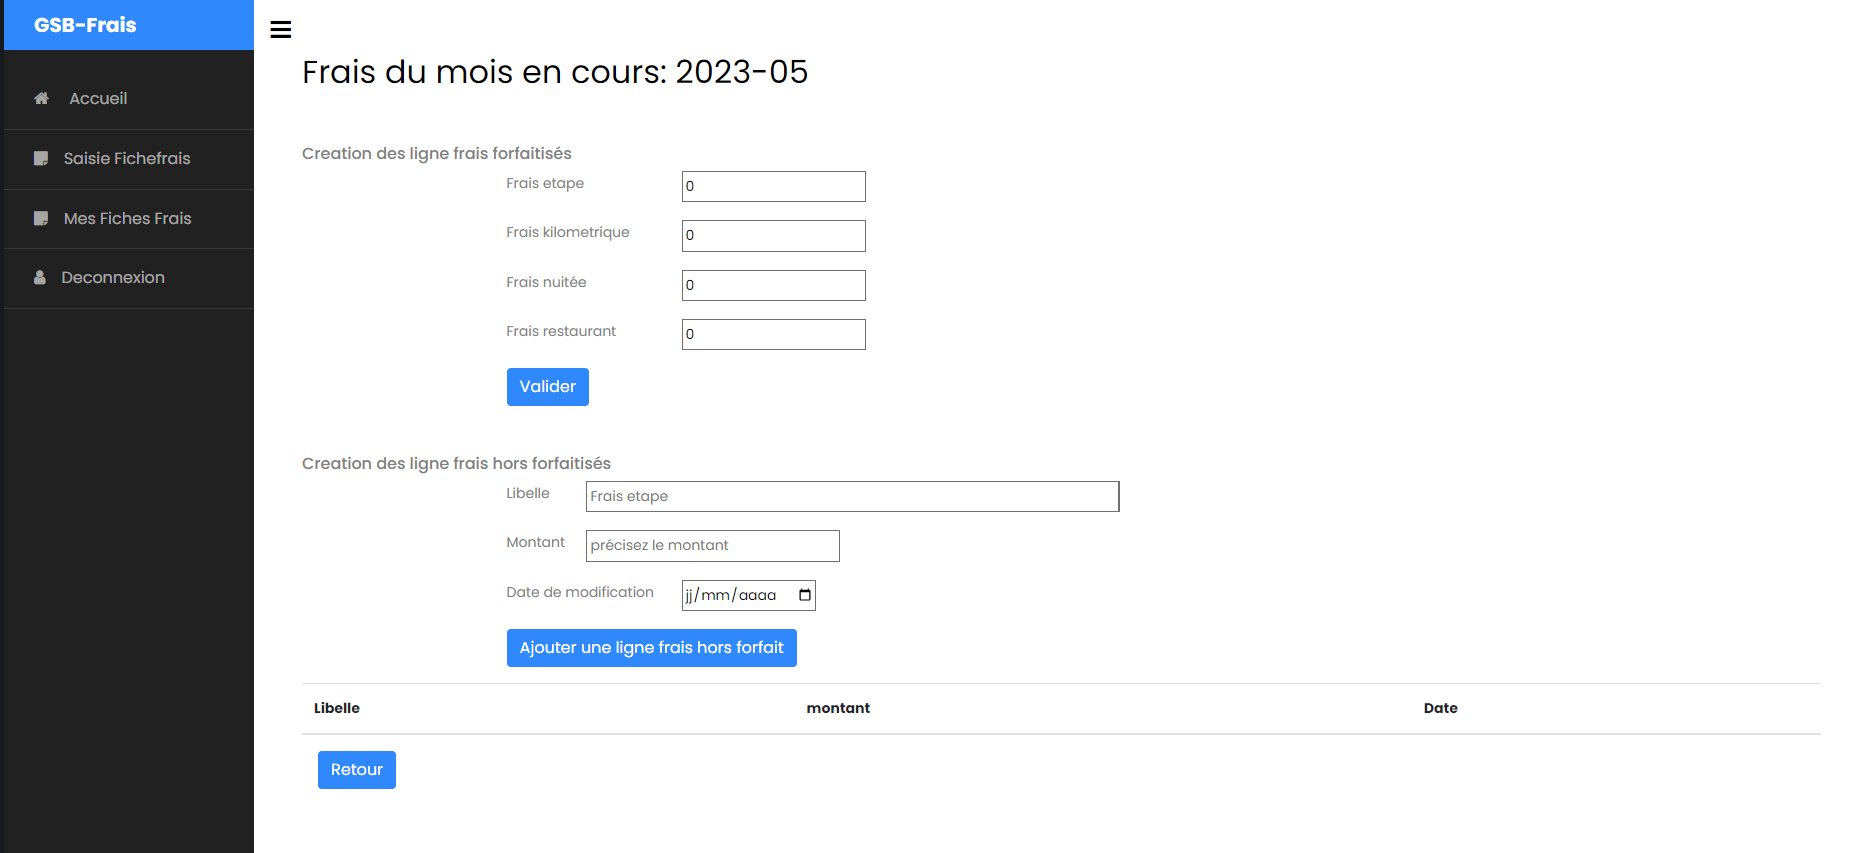 GSB-Frais
Accueil
Saisie Fichefrais
Mes Fiches Frais
Deconnexion
Frais du mois en cours: 2023-05
Creation des ligne frais forfaitisés
Frais etape 0
Frais kilometrique 0
Frais nuitée 0
Frais restaurant 0
Valider
Creation des ligne frais hors forfaitisés
Libelle Frais etape
Montant précisez le montant
Date de modification jj/mm/aaaa
Ajouter une ligne frais hors forfait
Libelle montant Date
Retour